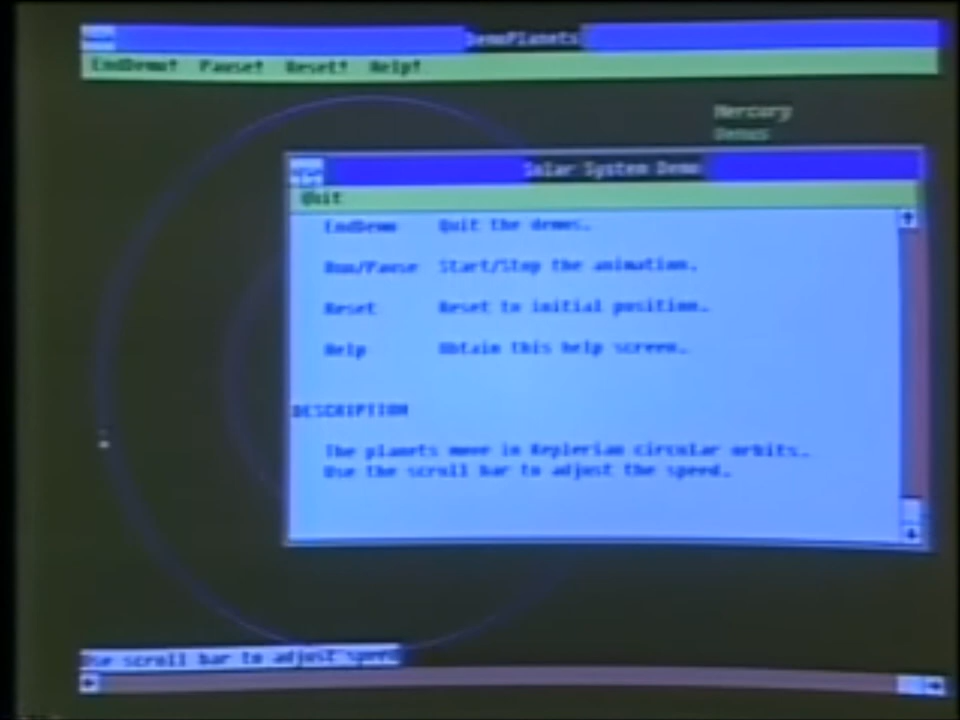 DemoPlanets
EndDemo! Pause! Reset! Help!
Mercury
Venus
Solar System Demo
Quit
EndDemo Quit the demos.
Run/Pause Start/Stop the animation.
Reset Reset to initial position.
Help Obtain this help screen.
DESCRIPTION
The planets move in Keplerian circular orbits.
Use the scroll bar to adjust the speed.
Use scroll bar to adjust speed